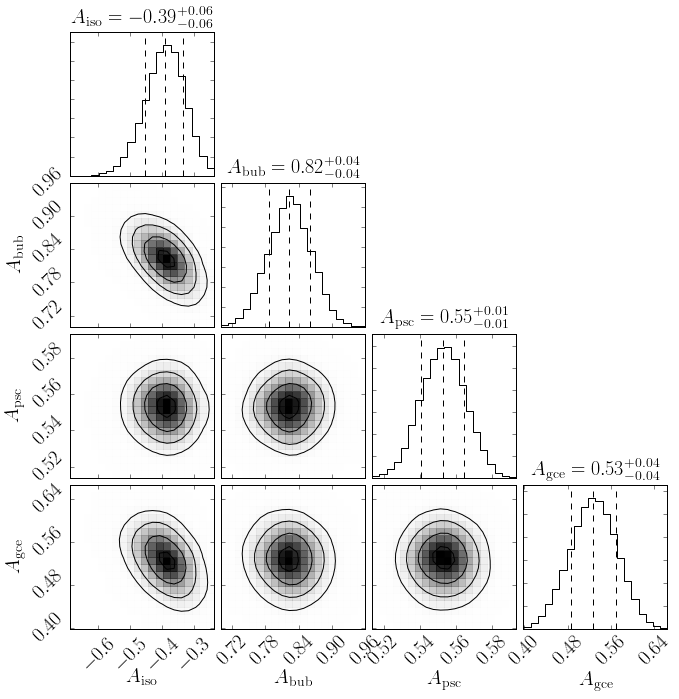 A_iso = −0.39^{+0.06}_{−0.06}
A_bub = 0.82^{+0.04}_{−0.04}
A_psc = 0.55^{+0.01}_{−0.01}
A_gce = 0.53^{+0.04}_{−0.04}
A_bub
0.96
0.90
0.84
0.78
0.72
A_psc
0.58
0.56
0.54
0.52
A_gce
0.64
0.56
0.48
0.40
−0.6 −0.5 −0.4 −0.3
A_iso
0.72 0.78 0.84 0.90 0.96
A_bub
0.52 0.54 0.56 0.58
A_psc
0.40 0.48 0.56 0.64
A_gce